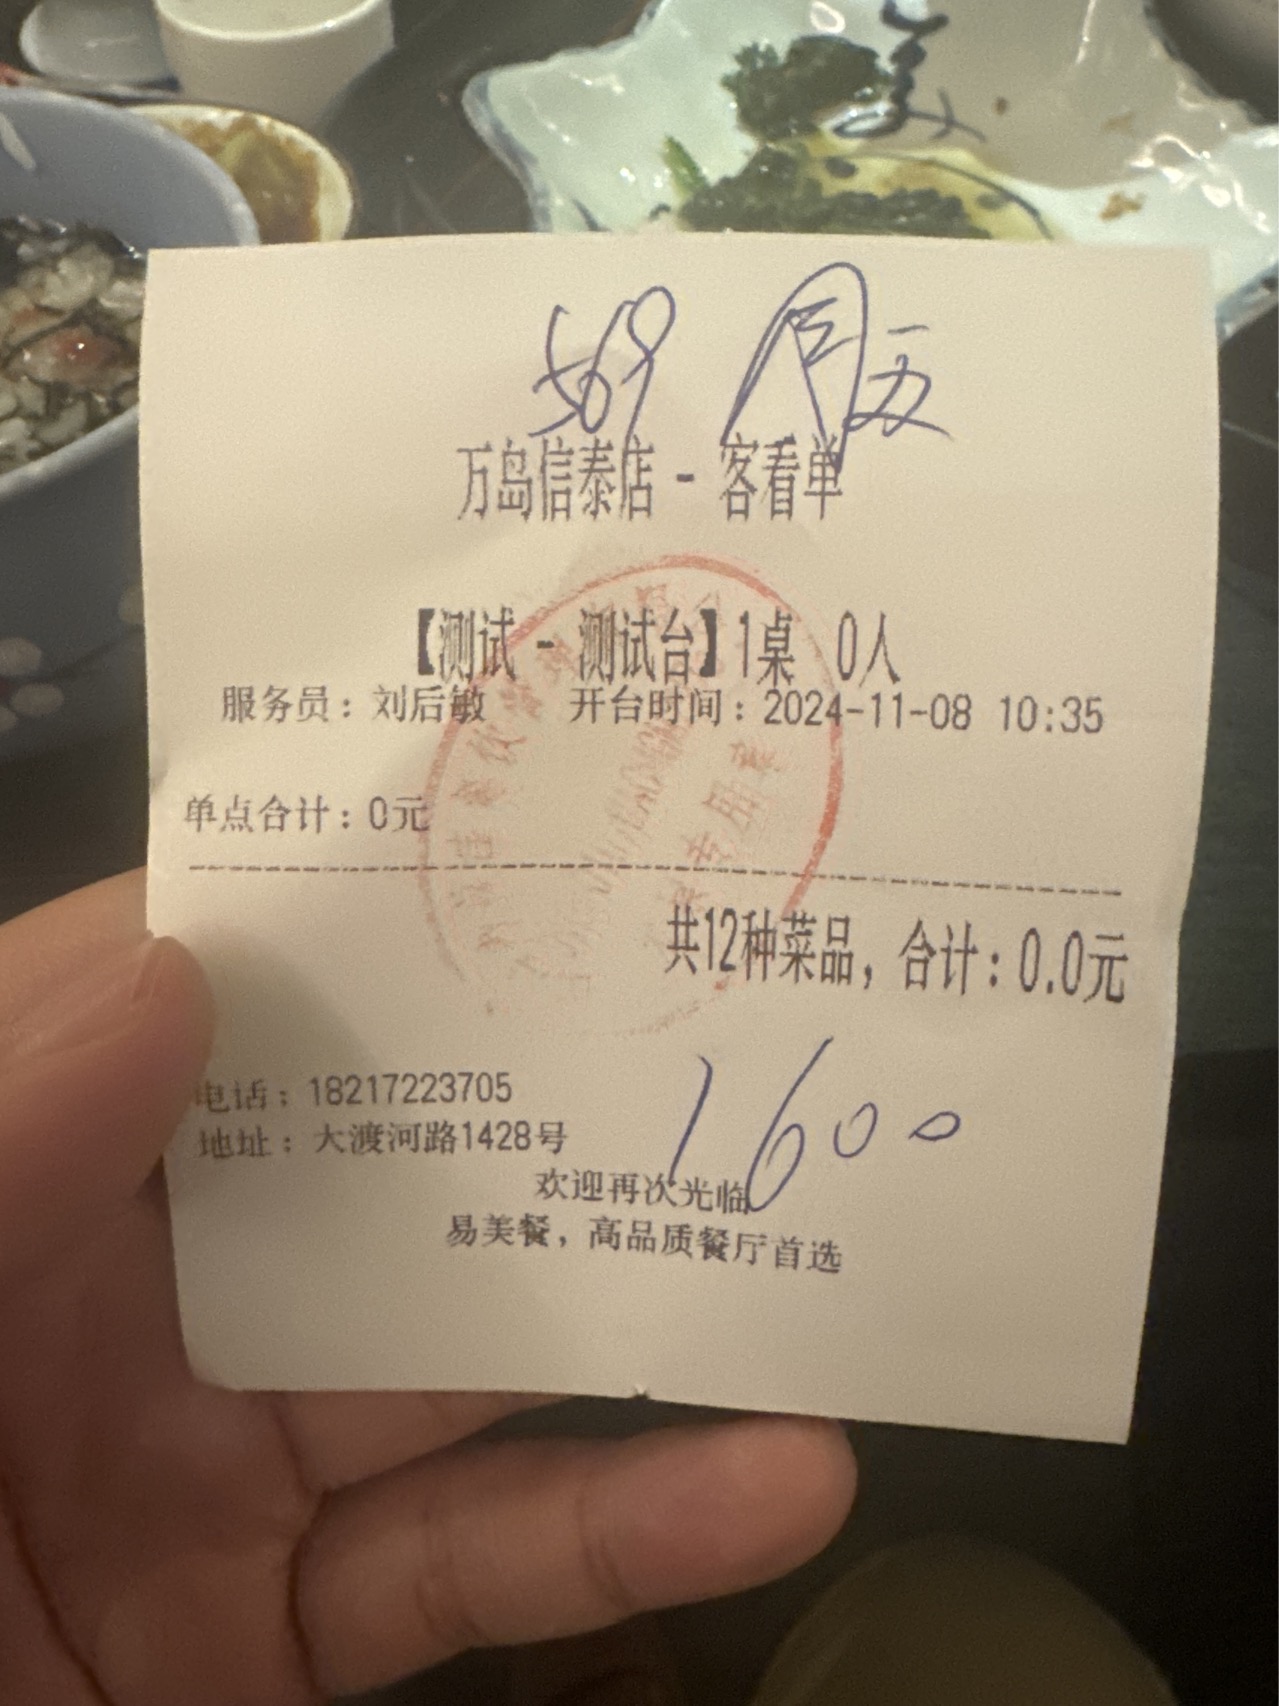 万岛信泰店 - 客看单
【测试 - 测试台】1桌 0人
服务员：刘后敏 开台时间：2024-11-08 10:35
单点合计：0元
共12种菜品，合计：0.0元
电话：18217223705
1600
地址：大渡河路1428号
欢迎再次光临
易美餐，高品质餐厅首选